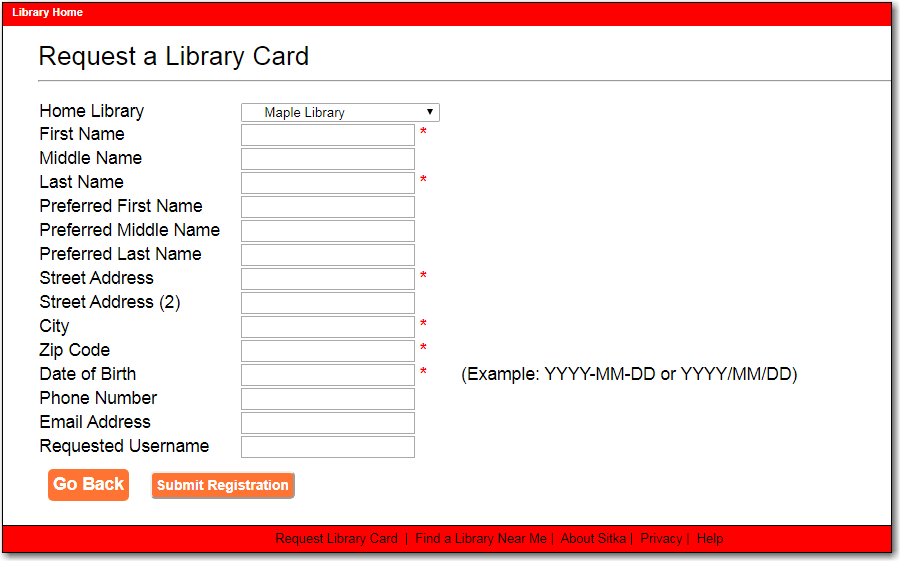 Library Home
Request a Library Card
Home Library Maple Library ▼
First Name *
Middle Name
Last Name *
Preferred First Name
Preferred Middle Name
Preferred Last Name
Street Address *
Street Address (2)
City *
Zip Code *
Date of Birth * (Example: YYYY-MM-DD or YYYY/MM/DD)
Phone Number
Email Address
Requested Username
Go Back Submit Registration
Request Library Card | Find a Library Near Me | About Sitka | Privacy | Help